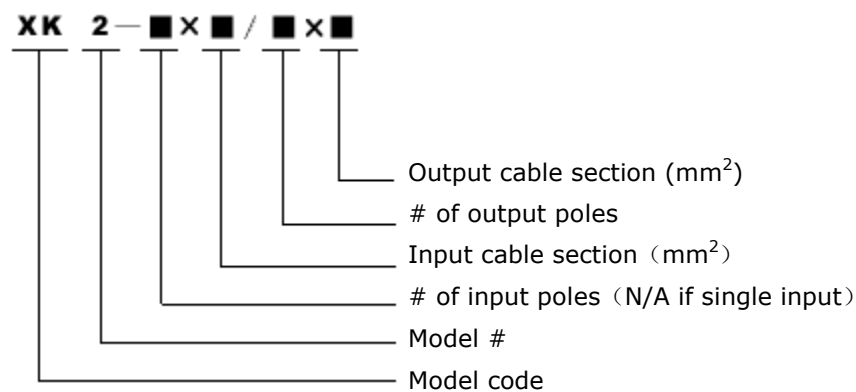 XK 2—■×■/■×■
Output cable section (mm²)
# of output poles
Input cable section（mm²）
# of input poles（N/A if single input）
Model #
Model code